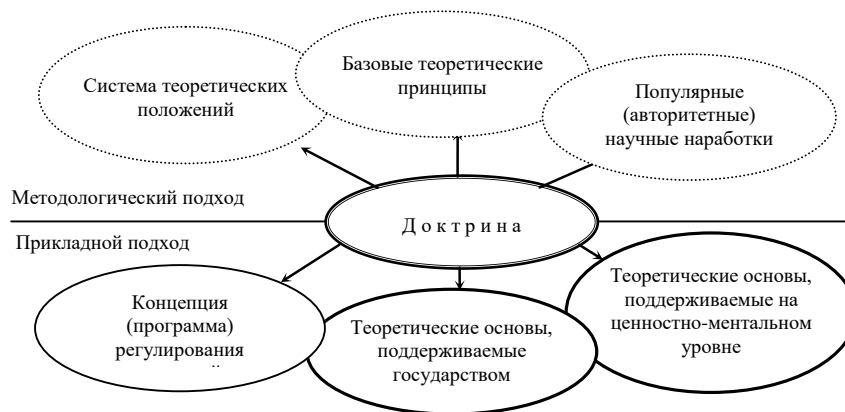 Система теоретических
положений
Базовые теоретические
принципы
Популярные
(авторитетные)
научные наработки
Методологический подход
Д о к т р и н а
Прикладной подход
Концепция
(программа)
регулирования
Теоретические основы,
поддерживаемые
государством
Теоретические основы,
поддерживаемые на
ценностно-ментальном
уровне